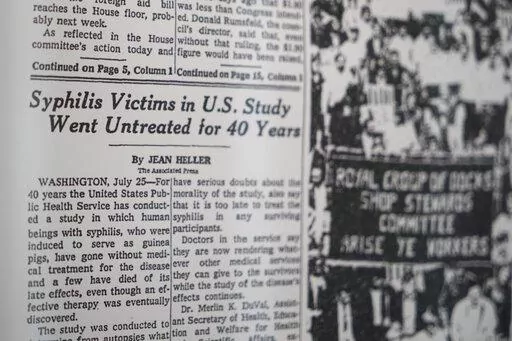 foreign aid bill
reaches the House floor, prob-
ably next week.
As reflected in the House
committee's action today and
Continued on Page 5, Column 1
was less than Congress intend-
ed. Donald Rumsfeld, the coun-
cil's director, said that, even
without that ruling, the $1.90
figure would have been raised,
Continued on Page 15, Column 1
Syphilis Victims in U.S. Study
Went Untreated for 40 Years
By JEAN HELLER
The Associated Press
WASHINGTON, July 25—For
40 years the United States Pub-
lic Health Service has conduct-
ed a study in which human
beings with syphilis, who were
induced to serve as guinea
pigs, have gone without medi-
cal treatment for the disease
and a few have died of its
late effects, even though an ef-
fective therapy was eventually
discovered.
The study was conducted to
from autopsies what
have serious doubts about the
morality of the study, also say
that it is too late to treat the
syphilis in any surviving
participants.
Doctors in the service say
they are now rendering what-
ever other medical services
they can give to the survivors
while the study of the disease's
effects continues.
Dr. Merlin K. DuVal, Assist-
ant Secretary of Health, Educa-
tion and Welfare for Health
ROYAL GROUP OF DOCKS
SHOP STEWARDS
COMMITTEE
ARISE YE WORKERS